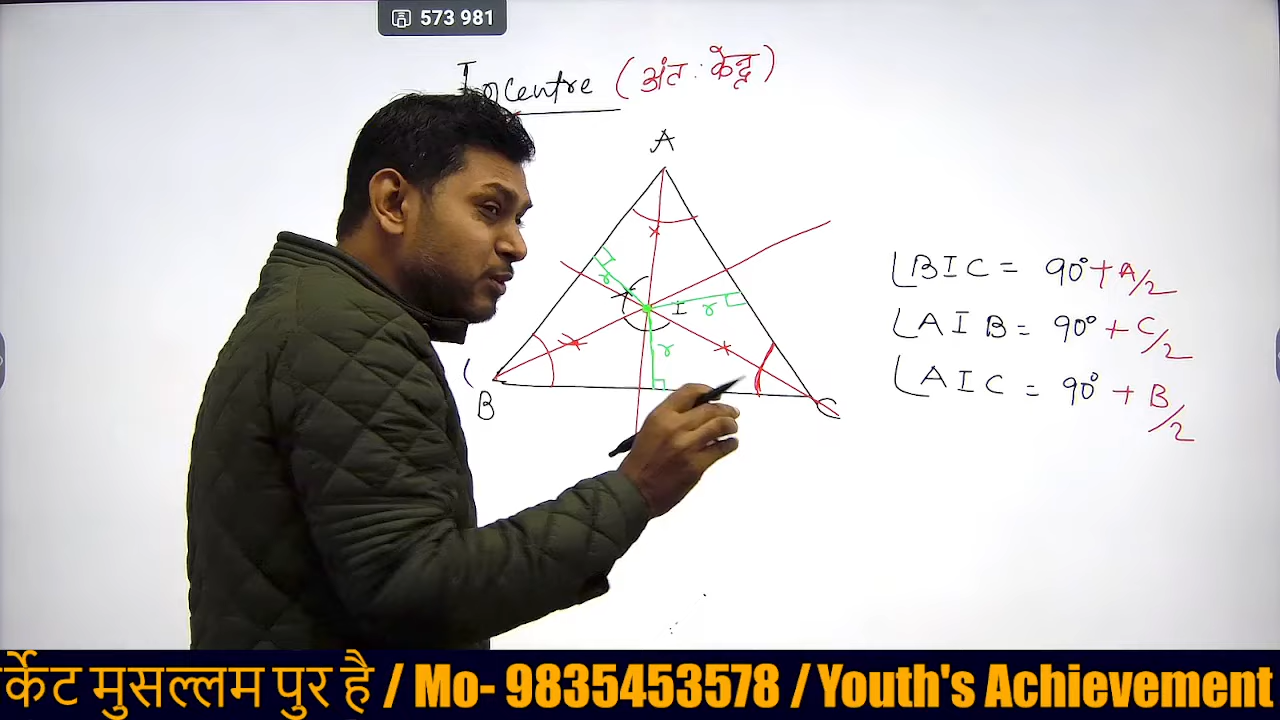 573 981
Incentre (अंत: केन्द्र)
A
r
I
r
r
B
C
∠BIC = 90° + A/2
∠AIB = 90° + C/2
∠AIC = 90° + B/2
र्केट मुसल्लम पुर है / Mo- 9835453578 / Youth's Achievement